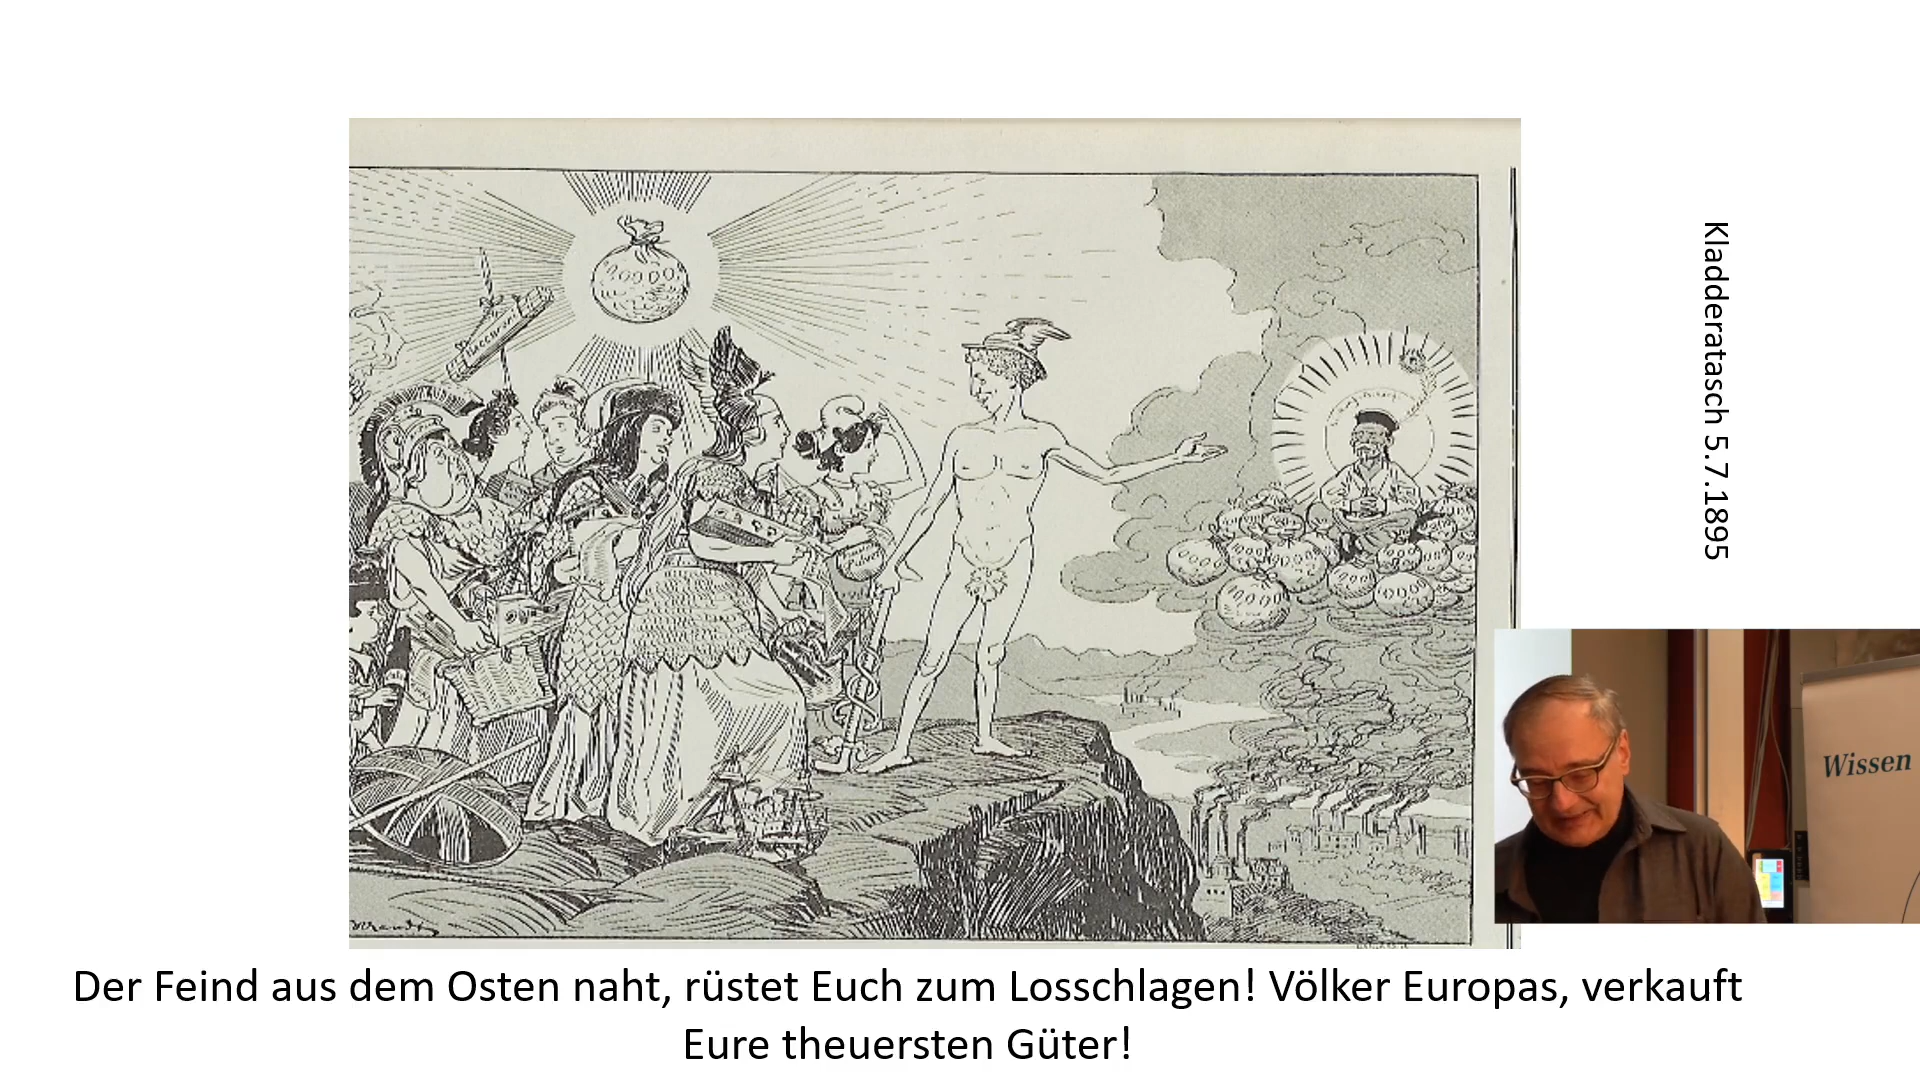 Kladderatasch 5.7.1895
Wissen
Der Feind aus dem Osten naht, rüstet Euch zum Losschlagen! Völker Europas, verkauft
Eure theuersten Güter!